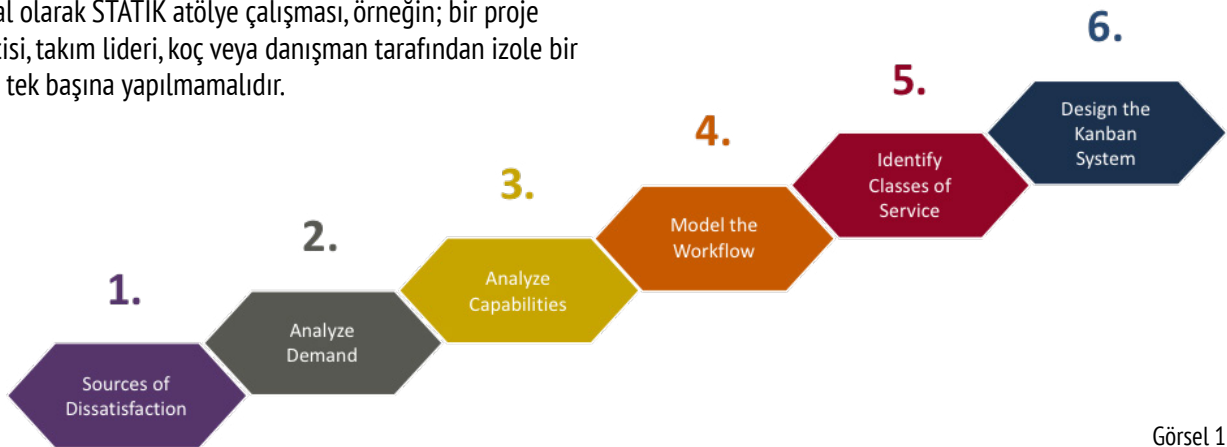 al olarak STATIK atölye çalışması, örneğin; bir proje
isi, takım lideri, koç veya danışman tarafından izole bir
tek başına yapılmamalıdır.
6.
Design the
Kanban
System
5.
Identify
Classes of
Service
4.
Model the
Workflow
3.
Analyze
Capabilities
2.
Analyze
Demand
1.
Sources of
Dissatisfaction
Görsel 1